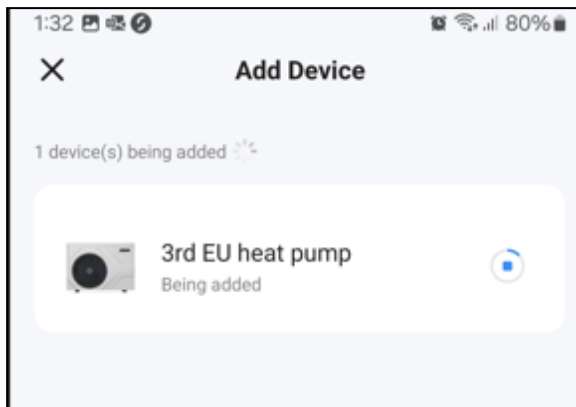 1:32 80%
Add Device
1 device(s) being added
3rd EU heat pump
Being added